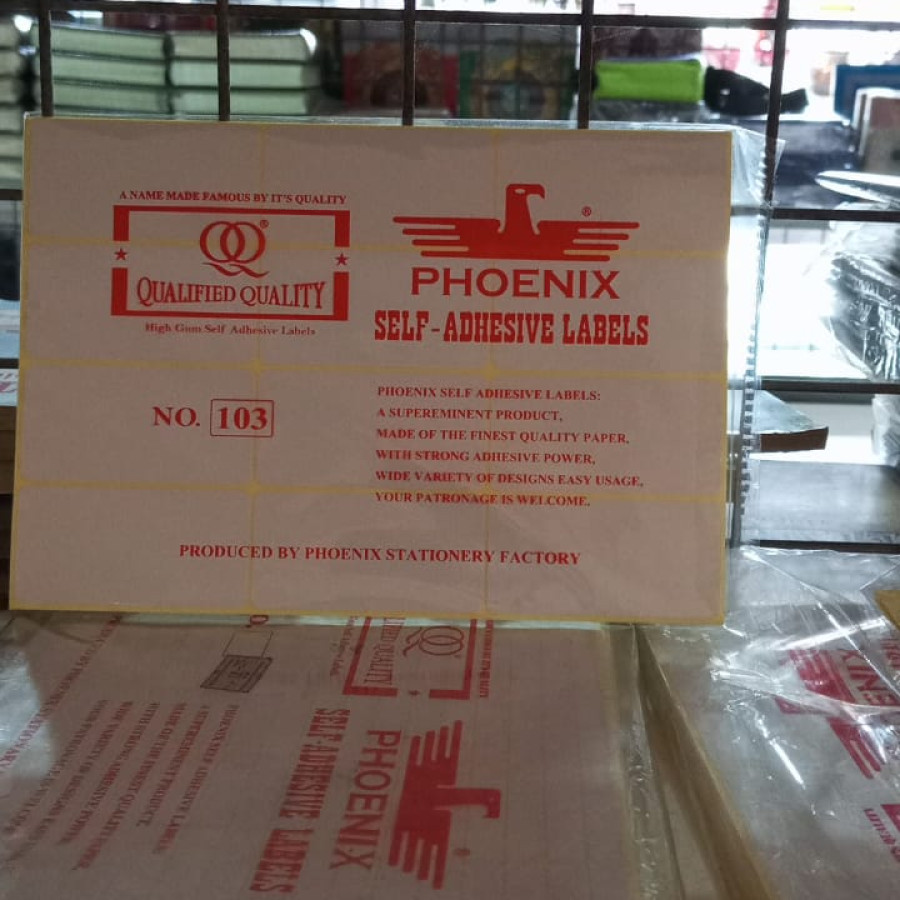 A NAME MADE FAMOUS BY IT'S QUALITY
QQ®
QUALIFIED QUALITY
High Gum Self Adhesive Labels
®
PHOENIX
SELF-ADHESIVE LABELS
NO. 103
PHOENIX SELF ADHESIVE LABELS:
A SUPEREMINENT PRODUCT,
MADE OF THE FINEST QUALITY PAPER,
WITH STRONG ADHESIVE POWER,
WIDE VARIETY OF DESIGNS EASY USAGE,
YOUR PATRONAGE IS WELCOME.
PRODUCED BY PHOENIX STATIONERY FACTORY
PHOENIX
SELF-ADHESIVE LABELS